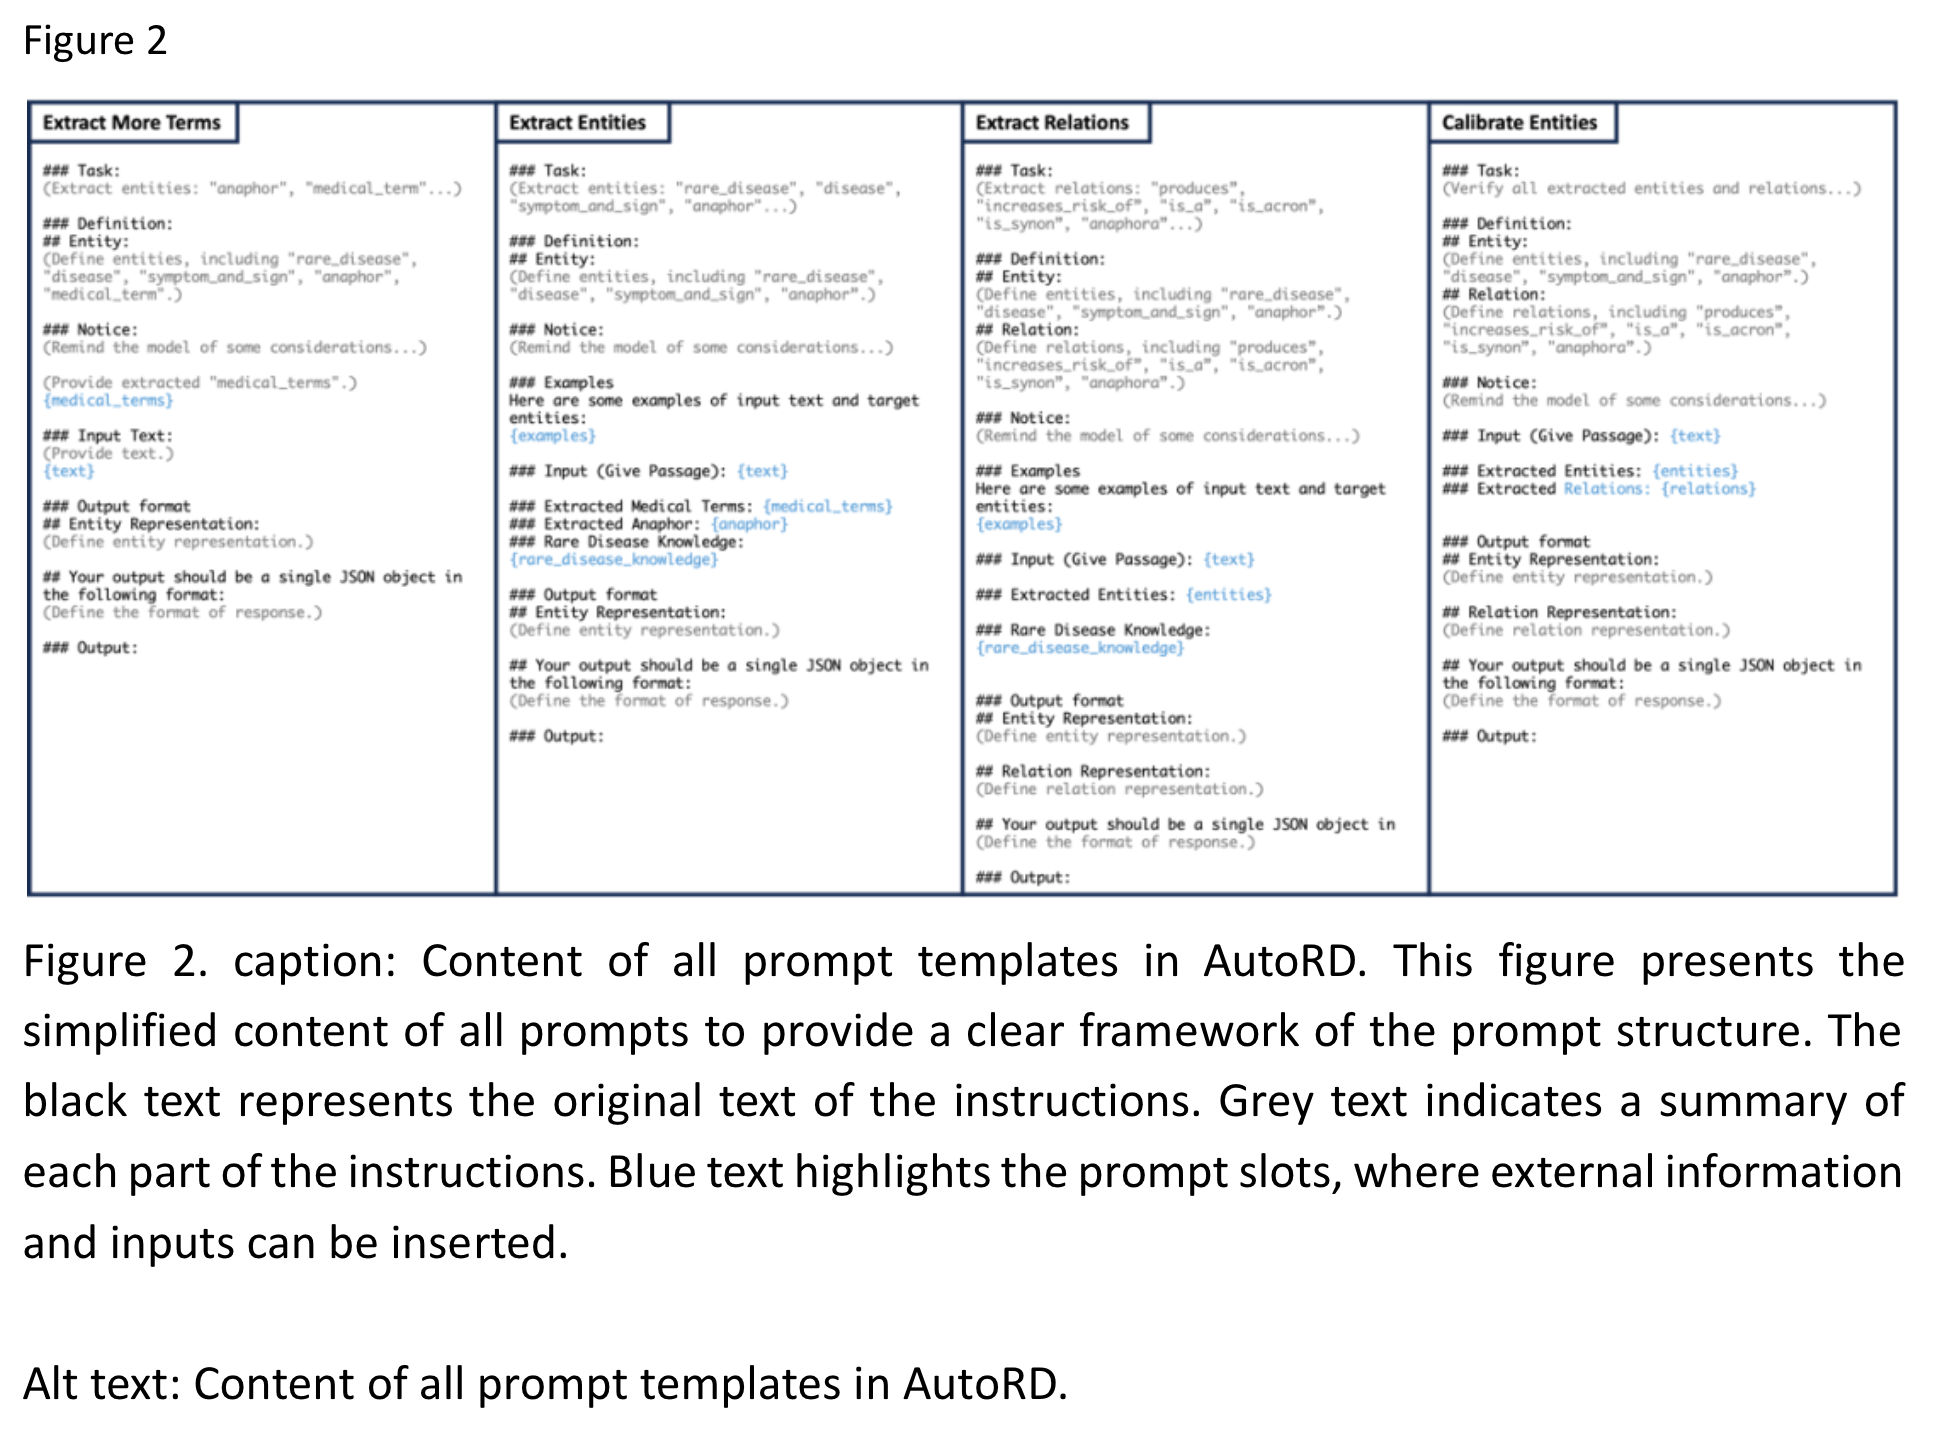 Figure 2
Extract More Terms
### Task:
(Extract entities: "anaphor", "medical_term"...)
### Definition:
## Entity:
(Define entities, including "rare_disease",
"disease", "symptom_and_sign", "anaphor",
"medical_term".)
### Notice:
(Remind the model of some considerations...)
(Provide extracted "medical_terms".)
{medical_terms}
### Input Text:
(Provide text.)
{text}
### Output format
## Entity Representation:
(Define entity representation.)
## Your output should be a single JSON object in
the following format:
(Define the format of response.)
### Output:
Extract Entities
### Task:
(Extract entities: "rare_disease", "disease",
"symptom_and_sign", "anaphor"...)
### Definition:
## Entity:
(Define entities, including "rare_disease",
"disease", "symptom_and_sign", "anaphor".)
### Notice:
(Remind the model of some considerations...)
### Examples
Here are some examples of input text and target
entities:
{examples}
### Input (Give Passage): {text}
### Extracted Medical Terms: {medical_terms}
### Extracted Anaphor: {anaphor}
### Rare Disease Knowledge:
{rare_disease_knowledge}
### Output format
## Entity Representation:
(Define entity representation.)
## Your output should be a single JSON object in
the following format:
(Define the format of response.)
### Output:
Extract Relations
### Task:
(Extract relations: "produces",
"increases_risk_of", "is_a", "is_acron",
"is_synon", "anaphora"...)
### Definition:
## Entity:
(Define entities, including "rare_disease",
"disease", "symptom_and_sign", "anaphor".)
## Relation:
(Define relations, including "produces",
"increases_risk_of", "is_a", "is_acron",
"is_synon", "anaphora".)
### Notice:
(Remind the model of some considerations...)
### Examples
Here are some examples of input text and target
entities:
{examples}
### Input (Give Passage): {text}
### Extracted Entities: {entities}
### Rare Disease Knowledge:
{rare_disease_knowledge}
### Output format
## Entity Representation:
(Define entity representation.)
## Relation Representation:
(Define relation representation.)
## Your output should be a single JSON object in
(Define the format of response.)
### Output:
Calibrate Entities
### Task:
(Verify all extracted entities and relations...)
### Definition:
## Entity:
(Define entities, including "rare_disease",
"disease", "symptom_and_sign", "anaphor".)
## Relation:
(Define relations, including "produces",
"increases_risk_of", "is_a", "is_acron",
"is_synon", "anaphora".)
### Notice:
(Remind the model of some considerations...)
### Input (Give Passage): {text}
### Extracted Entities: {entities}
### Extracted Relations: {relations}
### Output format
## Entity Representation:
(Define entity representation.)
## Relation Representation:
(Define relation representation.)
## Your output should be a single JSON object in
the following format:
(Define the format of response.)
### Output:
Figure 2. caption: Content of all prompt templates in AutoRD. This figure presents the
simplified content of all prompts to provide a clear framework of the prompt structure. The
black text represents the original text of the instructions. Grey text indicates a summary of
each part of the instructions. Blue text highlights the prompt slots, where external information
and inputs can be inserted.
Alt text: Content of all prompt templates in AutoRD.